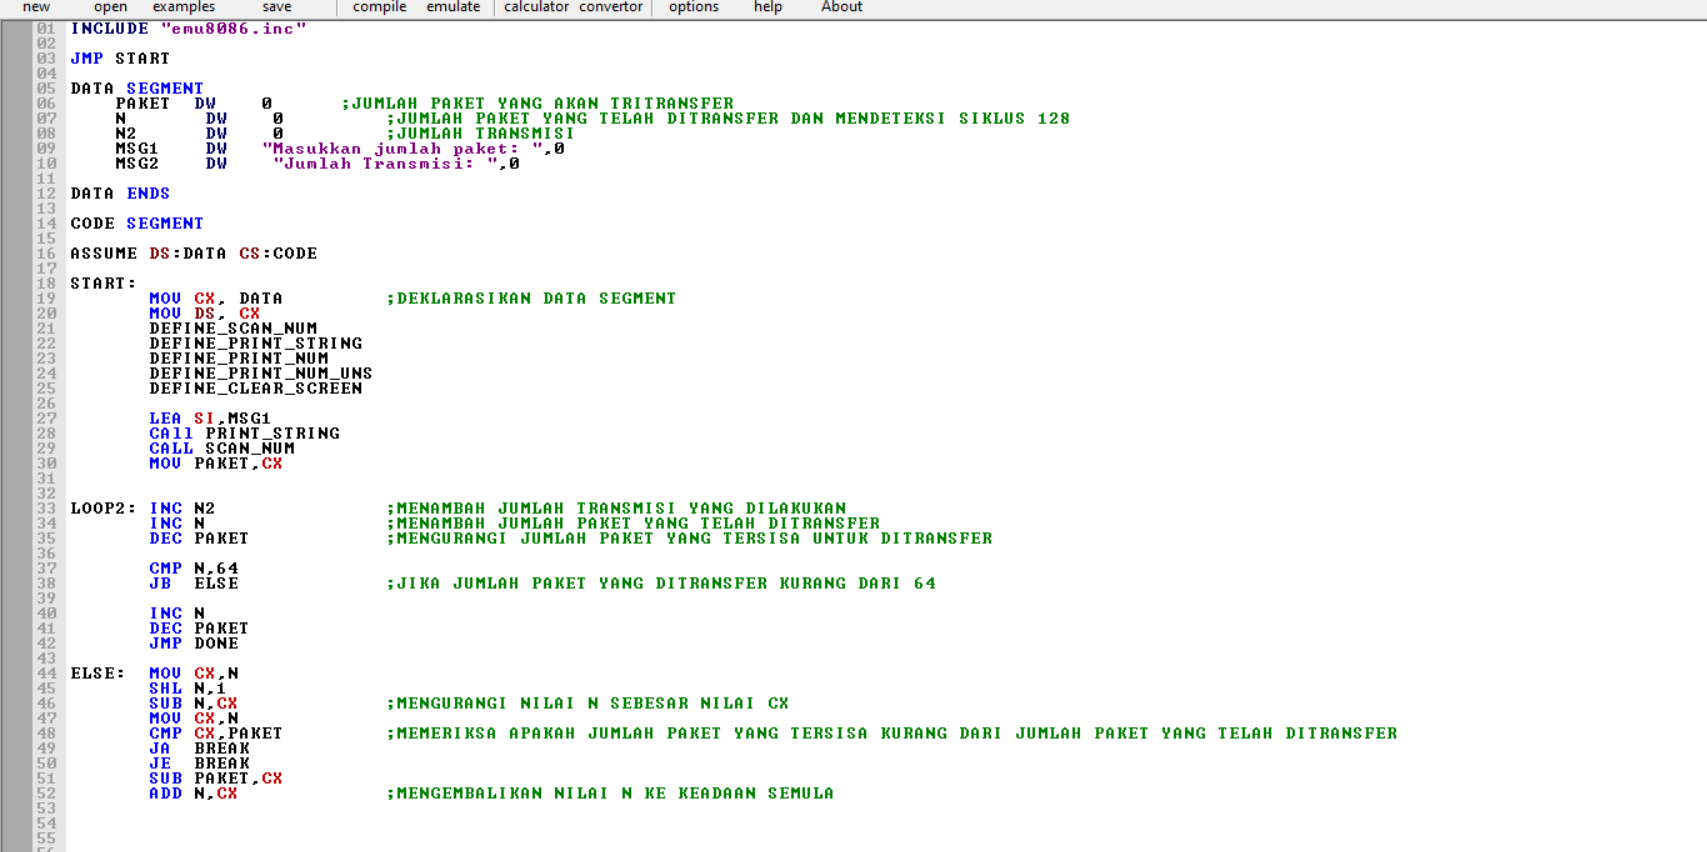 new open examples save compile emulate calculator convertor options help About
01 INCLUDE "emu8086.inc"
02
03 JMP START
04
05 DATA SEGMENT
06 PAKET DW 0 ;JUMLAH PAKET YANG AKAN TRITRANSFER
07 N DW 0 ;JUMLAH PAKET YANG TELAH DITRANSFER DAN MENDETEKSI SIKLUS 128
08 N2 DW 0 ;JUMLAH TRANSMISI
09 MSG1 DW "Masukkan jumlah paket: ",0
10 MSG2 DW "Jumlah Transmisi: ",0
11
12 DATA ENDS
13
14 CODE SEGMENT
15
16 ASSUME DS:DATA CS:CODE
17
18 START:
19 MOV CX, DATA ;DEKLARASIKAN DATA SEGMENT
20 MOV DS, CX
21 DEFINE_SCAN_NUM
22 DEFINE_PRINT_STRING
23 DEFINE_PRINT_NUM
24 DEFINE_PRINT_NUM_UNS
25 DEFINE_CLEAR_SCREEN
26
27 LEA SI,MSG1
28 CAll PRINT_STRING
29 CALL SCAN_NUM
30 MOV PAKET,CX
31
32
33 LOOP2: INC N2 ;MENAMBAH JUMLAH TRANSMISI YANG DILAKUKAN
34 INC N ;MENAMBAH JUMLAH PAKET YANG TELAH DITRANSFER
35 DEC PAKET ;MENGURANGI JUMLAH PAKET YANG TERSISA UNTUK DITRANSFER
36
37 CMP N,64
38 JB ELSE ;JIKA JUMLAH PAKET YANG DITRANSFER KURANG DARI 64
39
40 INC N
41 DEC PAKET
42 JMP DONE
43
44 ELSE: MOV CX,N
45 SHL N,1
46 SUB N,CX ;MENGURANGI NILAI N SEBESAR NILAI CX
47 MOV CX,N
48 CMP CX,PAKET ;MEMERIKSA APAKAH JUMLAH PAKET YANG TERSISA KURANG DARI JUMLAH PAKET YANG TELAH DITRANSFER
49 JA BREAK
50 JE BREAK
51 SUB PAKET,CX
52 ADD N,CX ;MENGEMBALIKAN NILAI N KE KEADAAN SEMULA
53
54
55